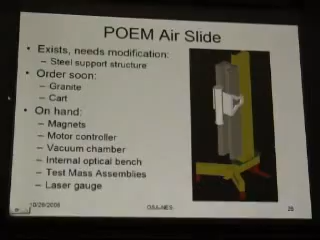 POEM Air Slide
• Exists, needs modification:
– Steel support structure
• Order soon:
– Granite
– Cart
• On hand:
– Magnets
– Motor controller
– Vacuum chamber
– Internal optical bench
– Test Mass Assemblies
– Laser gauge
10/29/2009